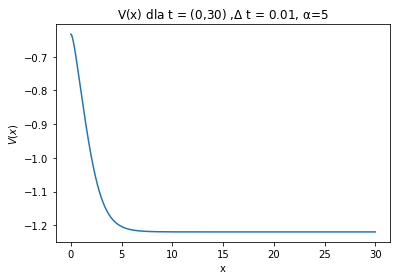 V(x) dla t = (0,30) ,Δ t = 0.01, α=5
−0.7
−0.8
−0.9
−1.0
−1.1
−1.2
V(x)
0 5 10 15 20 25 30
x